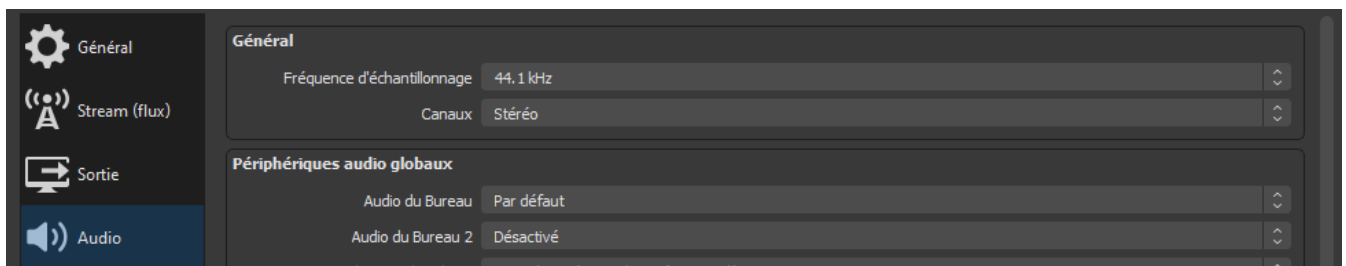 Général
Stream (flux)
Sortie
Audio
Général
Fréquence d'échantillonnage 44.1 kHz
Canaux Stéréo
Périphériques audio globaux
Audio du Bureau Par défaut
Audio du Bureau 2 Désactivé